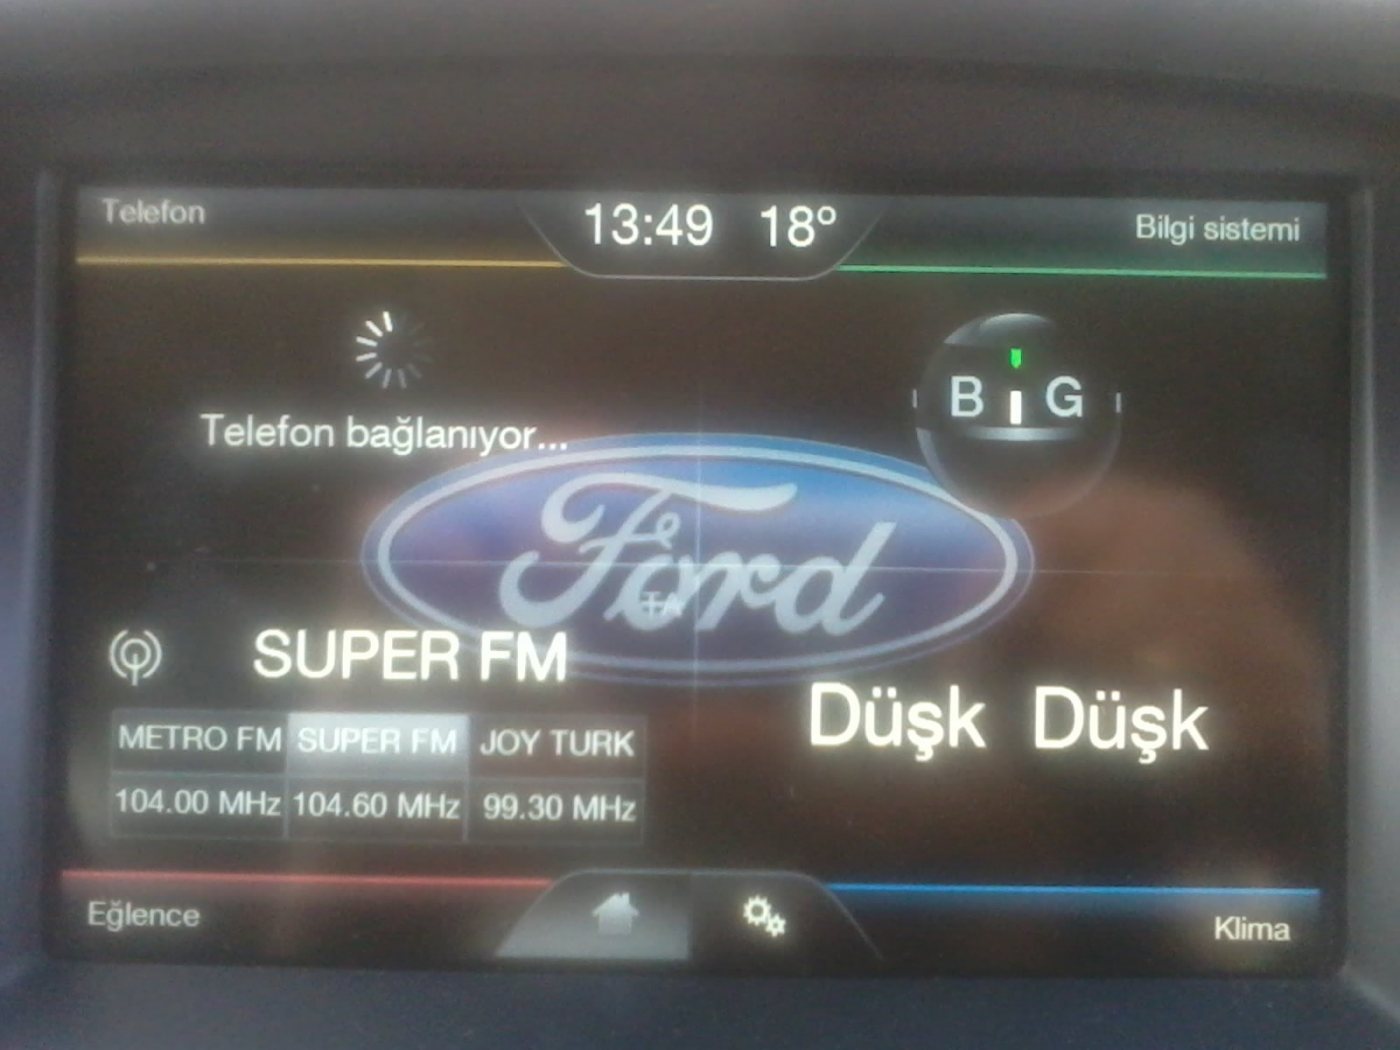 Telefon
13:49 18°
Bilgi sistemi
Telefon bağlanıyor...
B G
Ford
TA
SUPER FM
Düşk Düşk
METRO FM SUPER FM JOY TURK
104.00 MHz 104.60 MHz 99.30 MHz
Eğlence
Klima